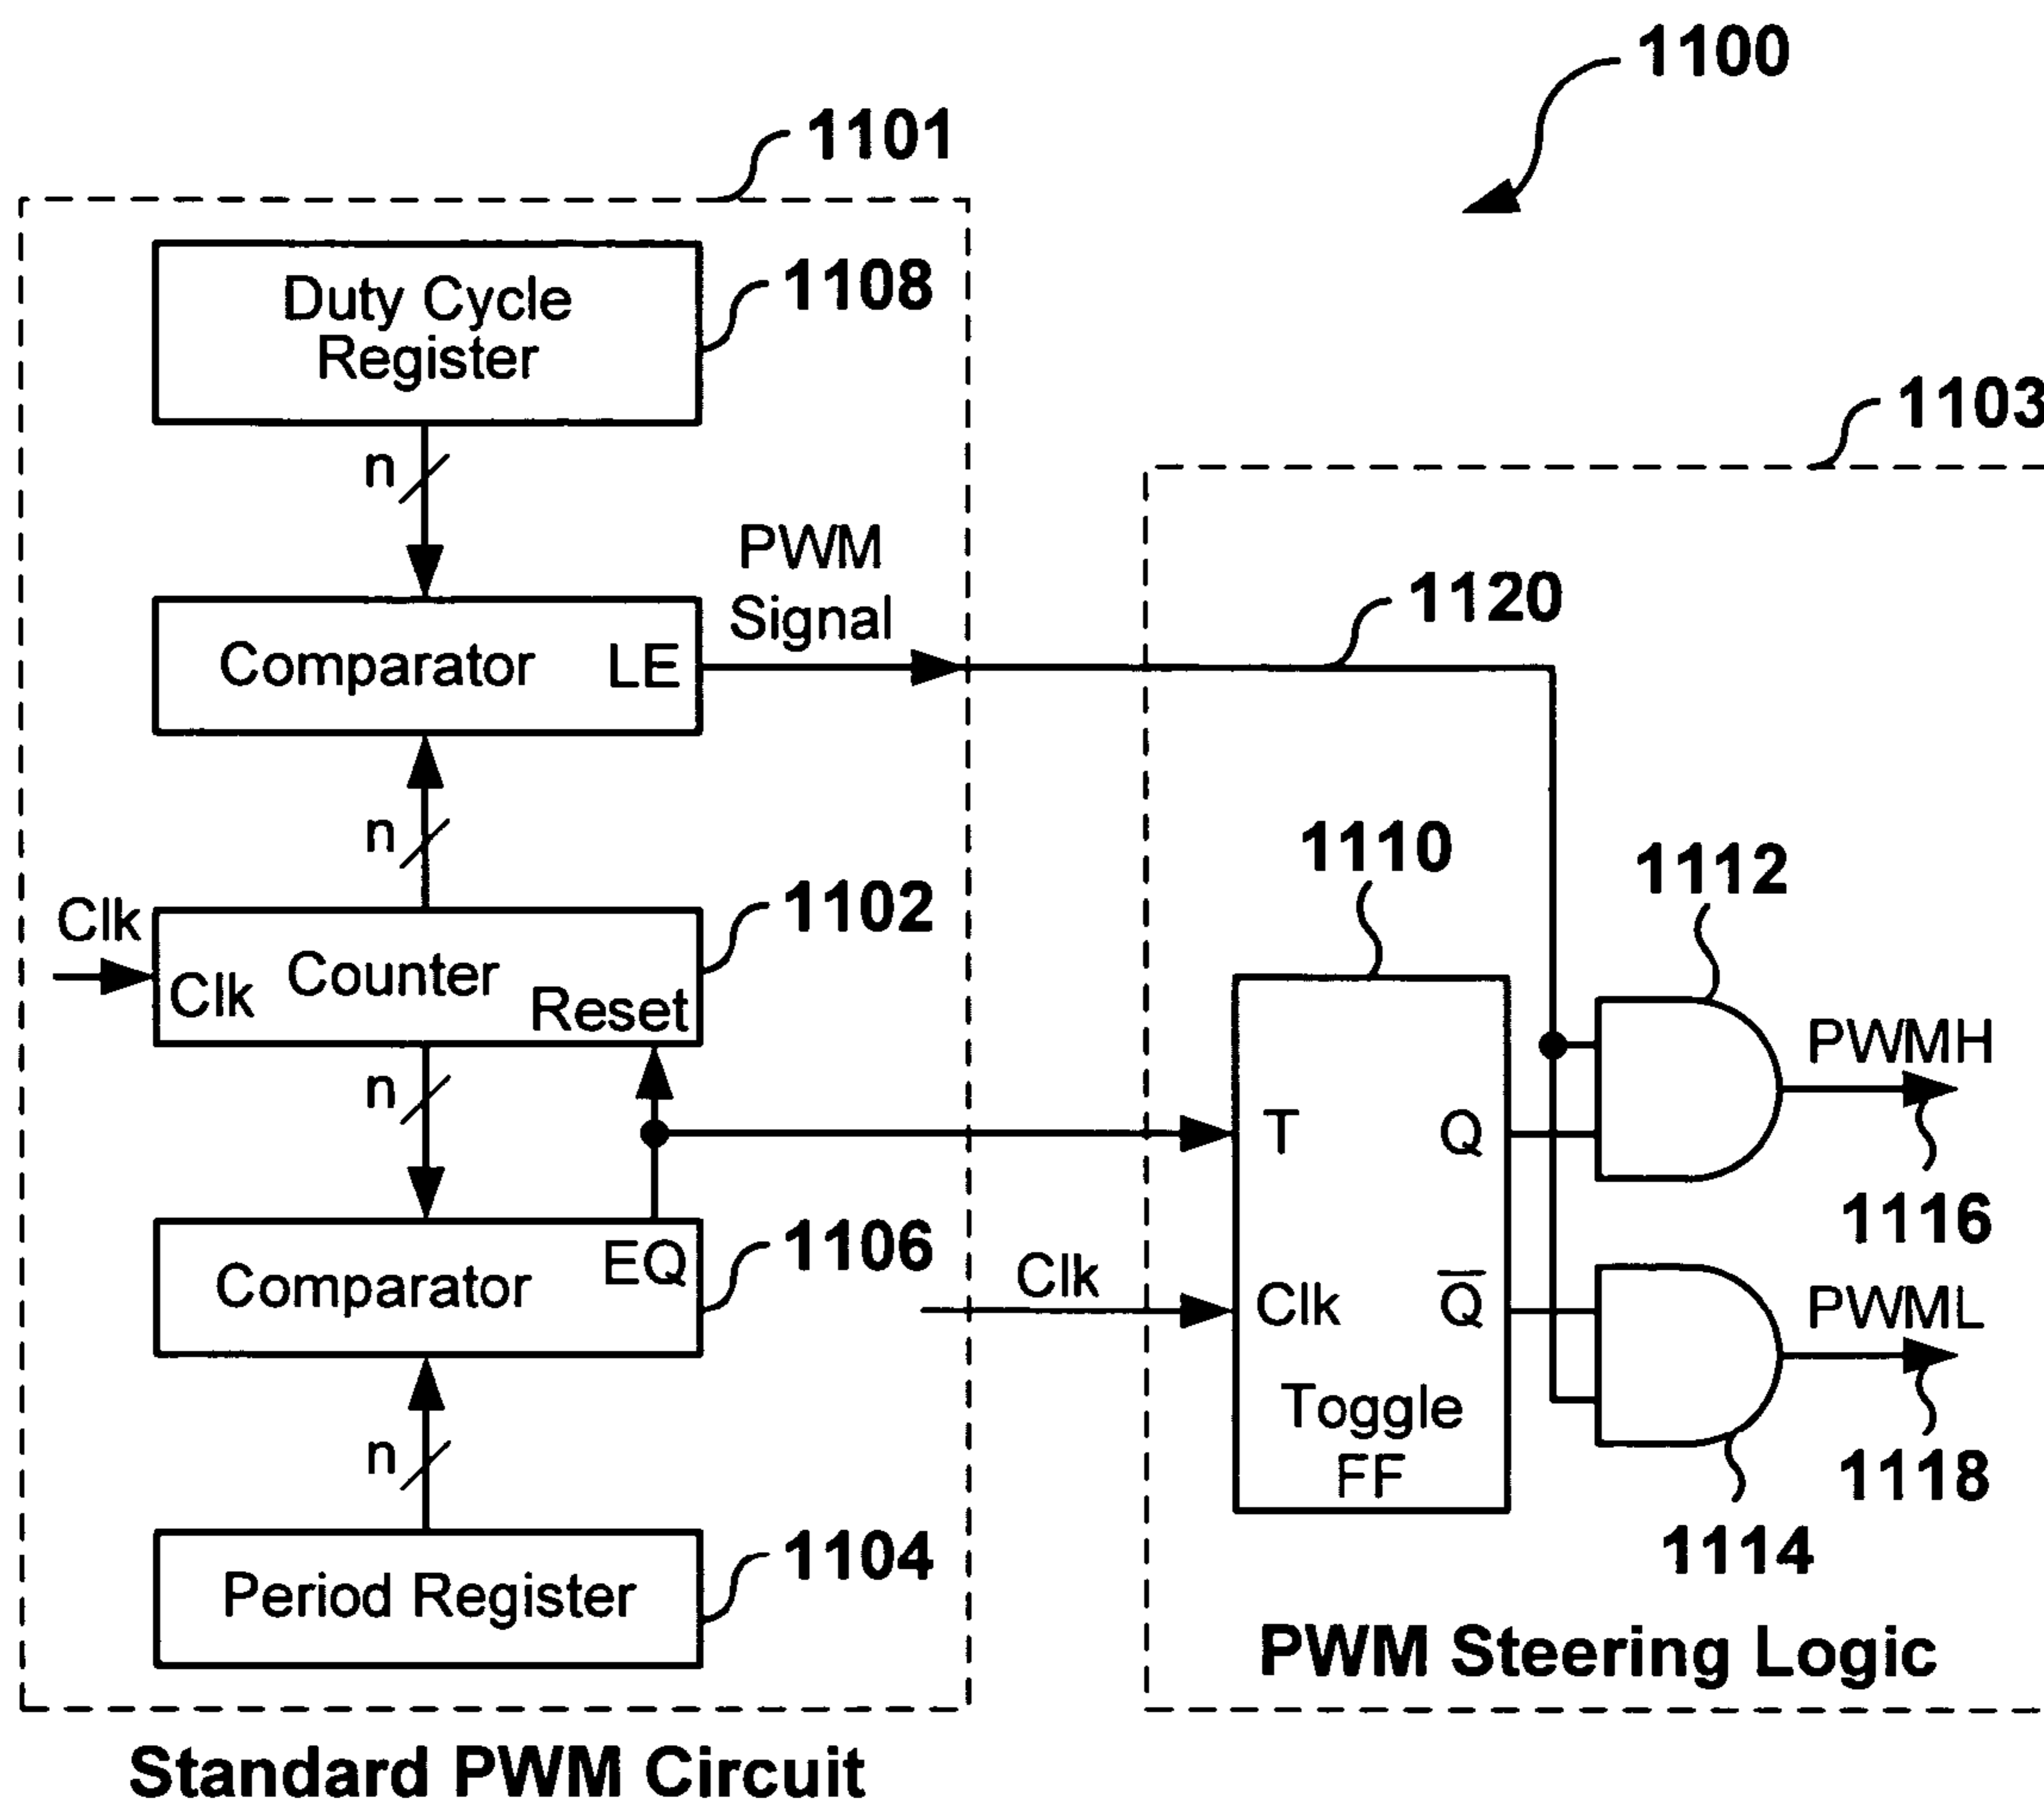 1100
1101
Duty Cycle
Register
1108
n
PWM
Signal
Comparator LE
1120
1103
n
Clk
Clk Counter Reset
1102
1110
1112
n
T Q
PWMH
1116
Comparator EQ
1106
Clk
Clk Q̅
PWML
Toggle
FF
1118
1114
n
Period Register
1104
PWM Steering Logic
Standard PWM Circuit